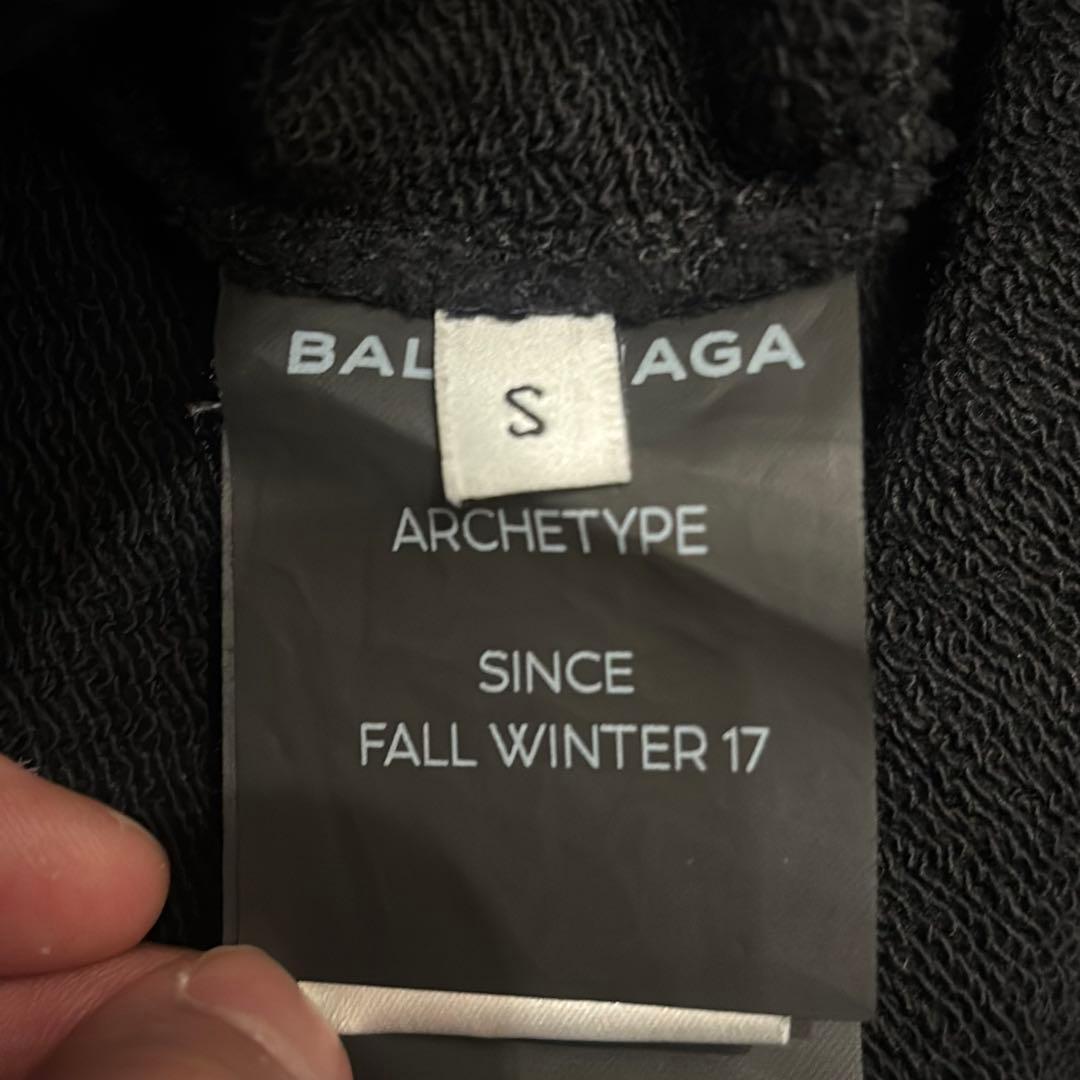 BAL AGA
S
ARCHETYPE
SINCE
FALL WINTER 17